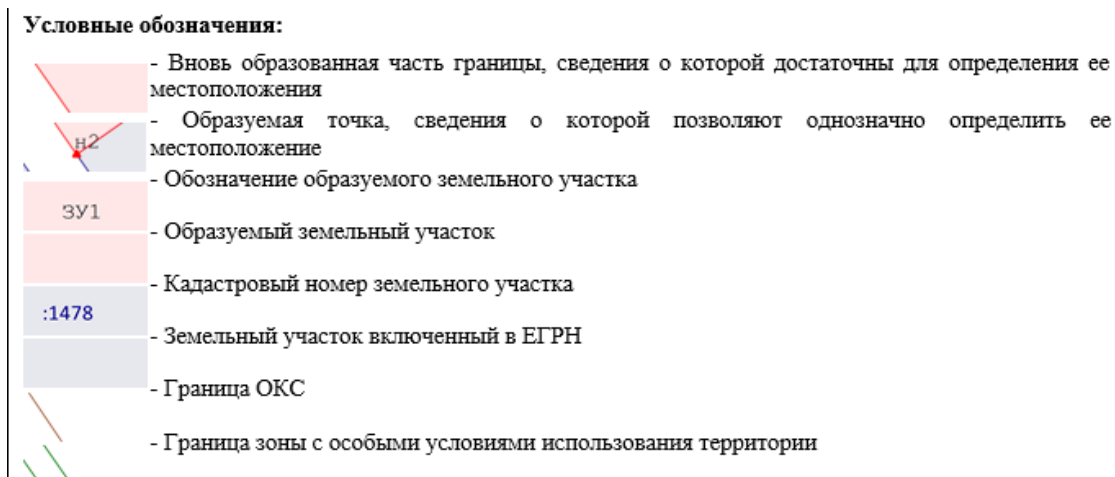 Условные обозначения:
- Вновь образованная часть границы, сведения о которой достаточны для определения ее
местоположения
- Образуемая точка, сведения о которой позволяют однозначно определить ее
н2
местоположение
- Обозначение образуемого земельного участка
ЗУ1
- Образуемый земельный участок
- Кадастровый номер земельного участка
:1478
- Земельный участок включенный в ЕГРН
- Граница ОКС
- Граница зоны с особыми условиями использования территории